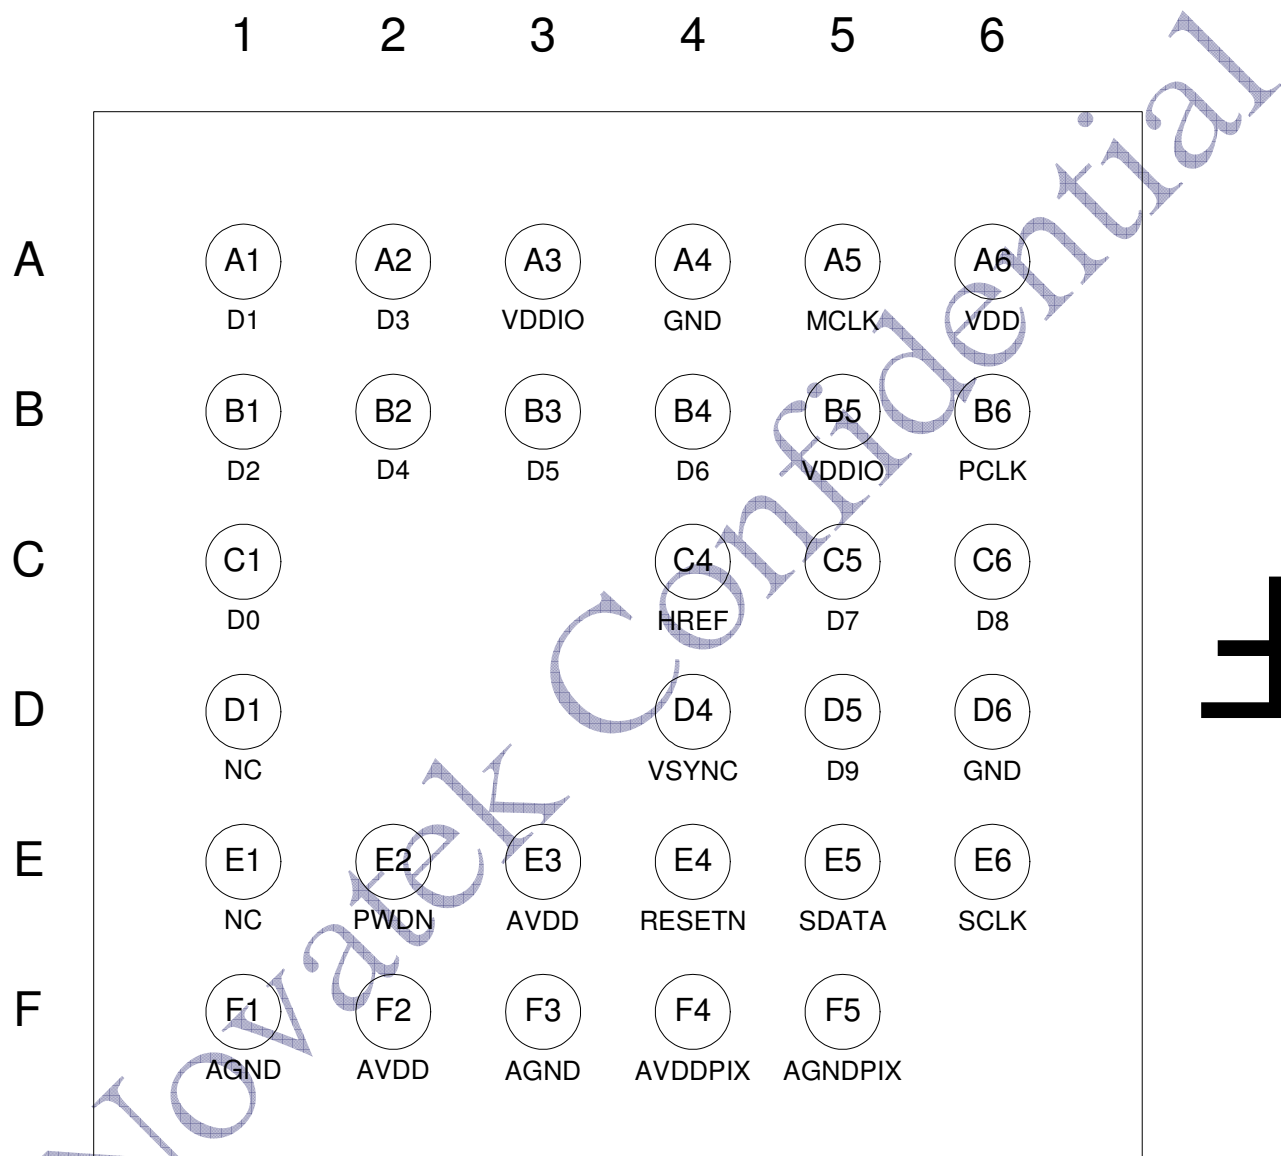 1 2 3 4 5 6
A A1 A2 A3 A4 A5 A6
D1 D3 VDDIO GND MCLK VDD
B B1 B2 B3 B4 B5 B6
D2 D4 D5 D6 VDDIO PCLK
C C1 C4 C5 C6
D0 HREF D7 D8
D D1 D4 D5 D6
NC VSYNC D9 GND
E E1 E2 E3 E4 E5 E6
NC PWDN AVDD RESETN SDATA SCLK
F F1 F2 F3 F4 F5
AGND AVDD AGND AVDDPIX AGNDPIX
Novatek Confidential